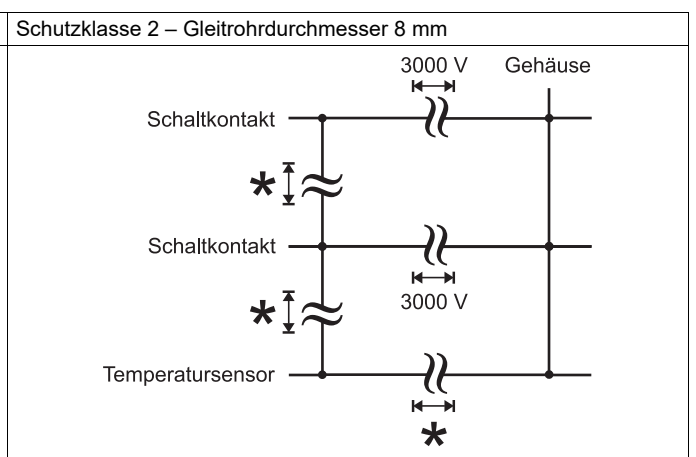 Schutzklasse 2 – Gleitrohrdurchmesser 8 mm
3000 V Gehäuse
Schaltkontakt
*
Schaltkontakt
3000 V
*
Temperatursensor
*